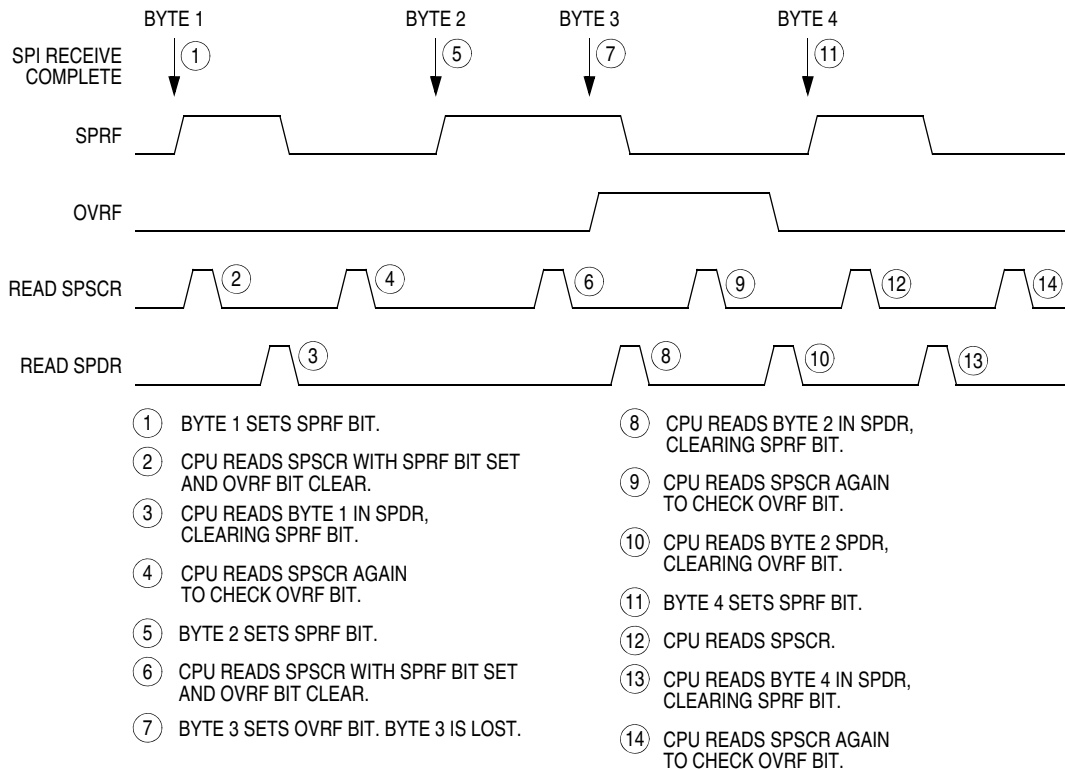 BYTE 1 BYTE 2 BYTE 3 BYTE 4
SPI RECEIVE
COMPLETE
1 5 7 11
SPRF
OVRF
READ SPSCR 2 4 6 9 12 14
READ SPDR 3 8 10 13
1 BYTE 1 SETS SPRF BIT.
2 CPU READS SPSCR WITH SPRF BIT SET
AND OVRF BIT CLEAR.
3 CPU READS BYTE 1 IN SPDR,
CLEARING SPRF BIT.
4 CPU READS SPSCR AGAIN
TO CHECK OVRF BIT.
5 BYTE 2 SETS SPRF BIT.
6 CPU READS SPSCR WITH SPRF BIT SET
AND OVRF BIT CLEAR.
7 BYTE 3 SETS OVRF BIT. BYTE 3 IS LOST.
8 CPU READS BYTE 2 IN SPDR,
CLEARING SPRF BIT.
9 CPU READS SPSCR AGAIN
TO CHECK OVRF BIT.
10 CPU READS BYTE 2 SPDR,
CLEARING OVRF BIT.
11 BYTE 4 SETS SPRF BIT.
12 CPU READS SPSCR.
13 CPU READS BYTE 4 IN SPDR,
CLEARING SPRF BIT.
14 CPU READS SPSCR AGAIN
TO CHECK OVRF BIT.